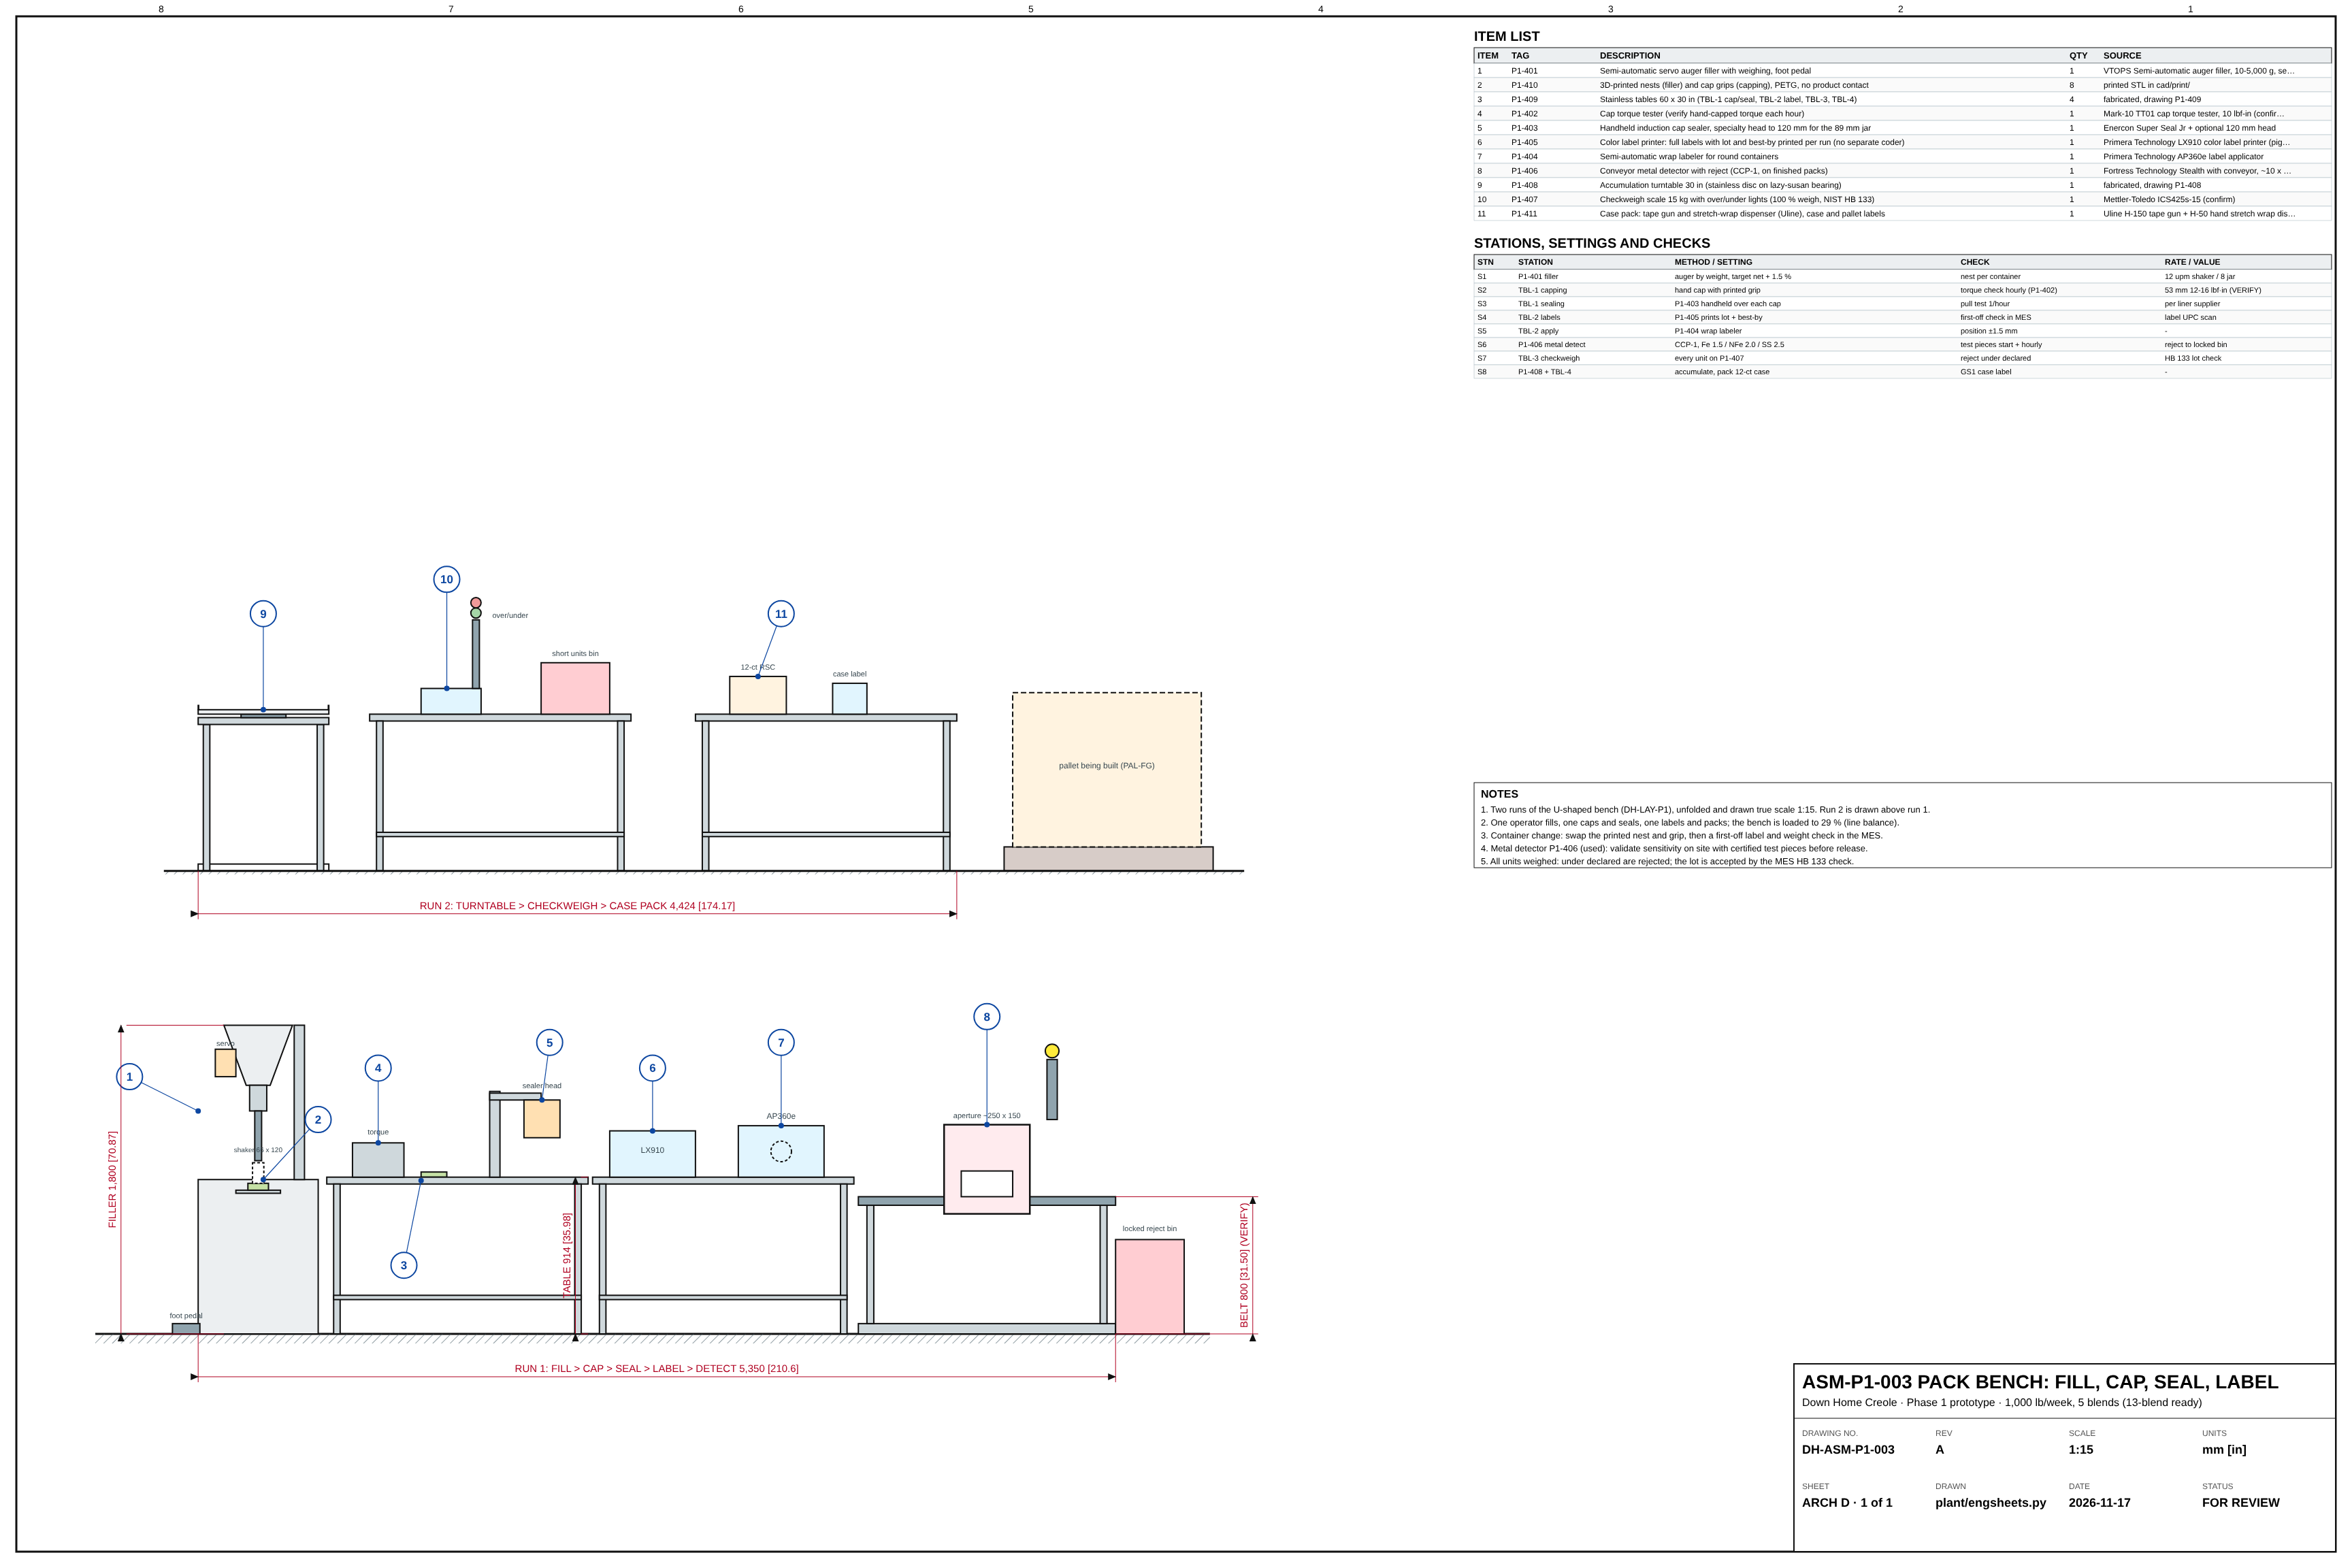 8 7 6 5 4 3 2 1
ITEM LIST
ITEM TAG DESCRIPTION QTY SOURCE
1 P1-401 Semi-automatic servo auger filler with weighing, foot pedal 1 VTOPS Semi-automatic auger filler, 10-5,000 g, se…
2 P1-410 3D-printed nests (filler) and cap grips (capping), PETG, no product contact 8 printed STL in cad/print/
3 P1-409 Stainless tables 60 x 30 in (TBL-1 cap/seal, TBL-2 label, TBL-3, TBL-4) 4 fabricated, drawing P1-409
4 P1-402 Cap torque tester (verify hand-capped torque each hour) 1 Mark-10 TT01 cap torque tester, 10 lbf-in (confir…
5 P1-403 Handheld induction cap sealer, specialty head to 120 mm for the 89 mm jar 1 Enercon Super Seal Jr + optional 120 mm head
6 P1-405 Color label printer: full labels with lot and best-by printed per run (no separate coder) 1 Primera Technology LX910 color label printer (pig…
7 P1-404 Semi-automatic wrap labeler for round containers 1 Primera Technology AP360e label applicator
8 P1-406 Conveyor metal detector with reject (CCP-1, on finished packs) 1 Fortress Technology Stealth with conveyor, ~10 x …
9 P1-408 Accumulation turntable 30 in (stainless disc on lazy-susan bearing) 1 fabricated, drawing P1-408
10 P1-407 Checkweigh scale 15 kg with over/under lights (100 % weigh, NIST HB 133) 1 Mettler-Toledo ICS425s-15 (confirm)
11 P1-411 Case pack: tape gun and stretch-wrap dispenser (Uline), case and pallet labels 1 Uline H-150 tape gun + H-50 hand stretch wrap dis…
STATIONS, SETTINGS AND CHECKS
STN STATION METHOD / SETTING CHECK RATE / VALUE
S1 P1-401 filler auger by weight, target net + 1.5 % nest per container 12 upm shaker / 8 jar
S2 TBL-1 capping hand cap with printed grip torque check hourly (P1-402) 53 mm 12-16 lbf·in (VERIFY)
S3 TBL-1 sealing P1-403 handheld over each cap pull test 1/hour per liner supplier
S4 TBL-2 labels P1-405 prints lot + best-by first-off check in MES label UPC scan
S5 TBL-2 apply P1-404 wrap labeler position ±1.5 mm -
S6 P1-406 metal detect CCP-1, Fe 1.5 / NFe 2.0 / SS 2.5 test pieces start + hourly reject to locked bin
S7 TBL-3 checkweigh every unit on P1-407 reject under declared HB 133 lot check
S8 P1-408 + TBL-4 accumulate, pack 12-ct case GS1 case label -
10
9
11
over/under
short units bin
12-ct RSC
case label
pallet being built (PAL-FG)
RUN 2: TURNTABLE > CHECKWEIGH > CASE PACK 4,424 [174.17]
NOTES
1. Two runs of the U-shaped bench (DH-LAY-P1), unfolded and drawn true scale 1:15. Run 2 is drawn above run 1.
2. One operator fills, one caps and seals, one labels and packs; the bench is loaded to 29 % (line balance).
3. Container change: swap the printed nest and grip, then a first-off label and weight check in the MES.
4. Metal detector P1-406 (used): validate sensitivity on site with certified test pieces before release.
5. All units weighed: under declared are rejected; the lot is accepted by the MES HB 133 check.
8
5
7
servo
4
6
1
sealer head
2
AP360e
aperture ~250 x 150
torque
shaker x 120
LX910
FILLER 1,800 [70.87]
TABLE 914 [35.98]
BELT 800 [31.50] (VERIFY)
locked reject bin
3
foot pedal
RUN 1: FILL > CAP > SEAL > LABEL > DETECT 5,350 [210.6]
ASM-P1-003 PACK BENCH: FILL, CAP, SEAL, LABEL
Down Home Creole · Phase 1 prototype · 1,000 lb/week, 5 blends (13-blend ready)
DRAWING NO. REV SCALE UNITS
DH-ASM-P1-003 A 1:15 mm [in]
SHEET DRAWN DATE STATUS
ARCH D · 1 of 1 plant/engsheets.py 2026-11-17 FOR REVIEW